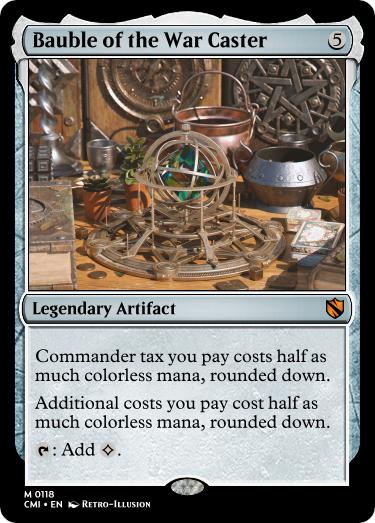 Bauble of the War Caster 5
Legendary Artifact
Commander tax you pay costs half as
much colorless mana, rounded down.
Additional costs you pay cost half as
much colorless mana, rounded down.
: Add .
M 0118
CMI • EN Retro-Illusion